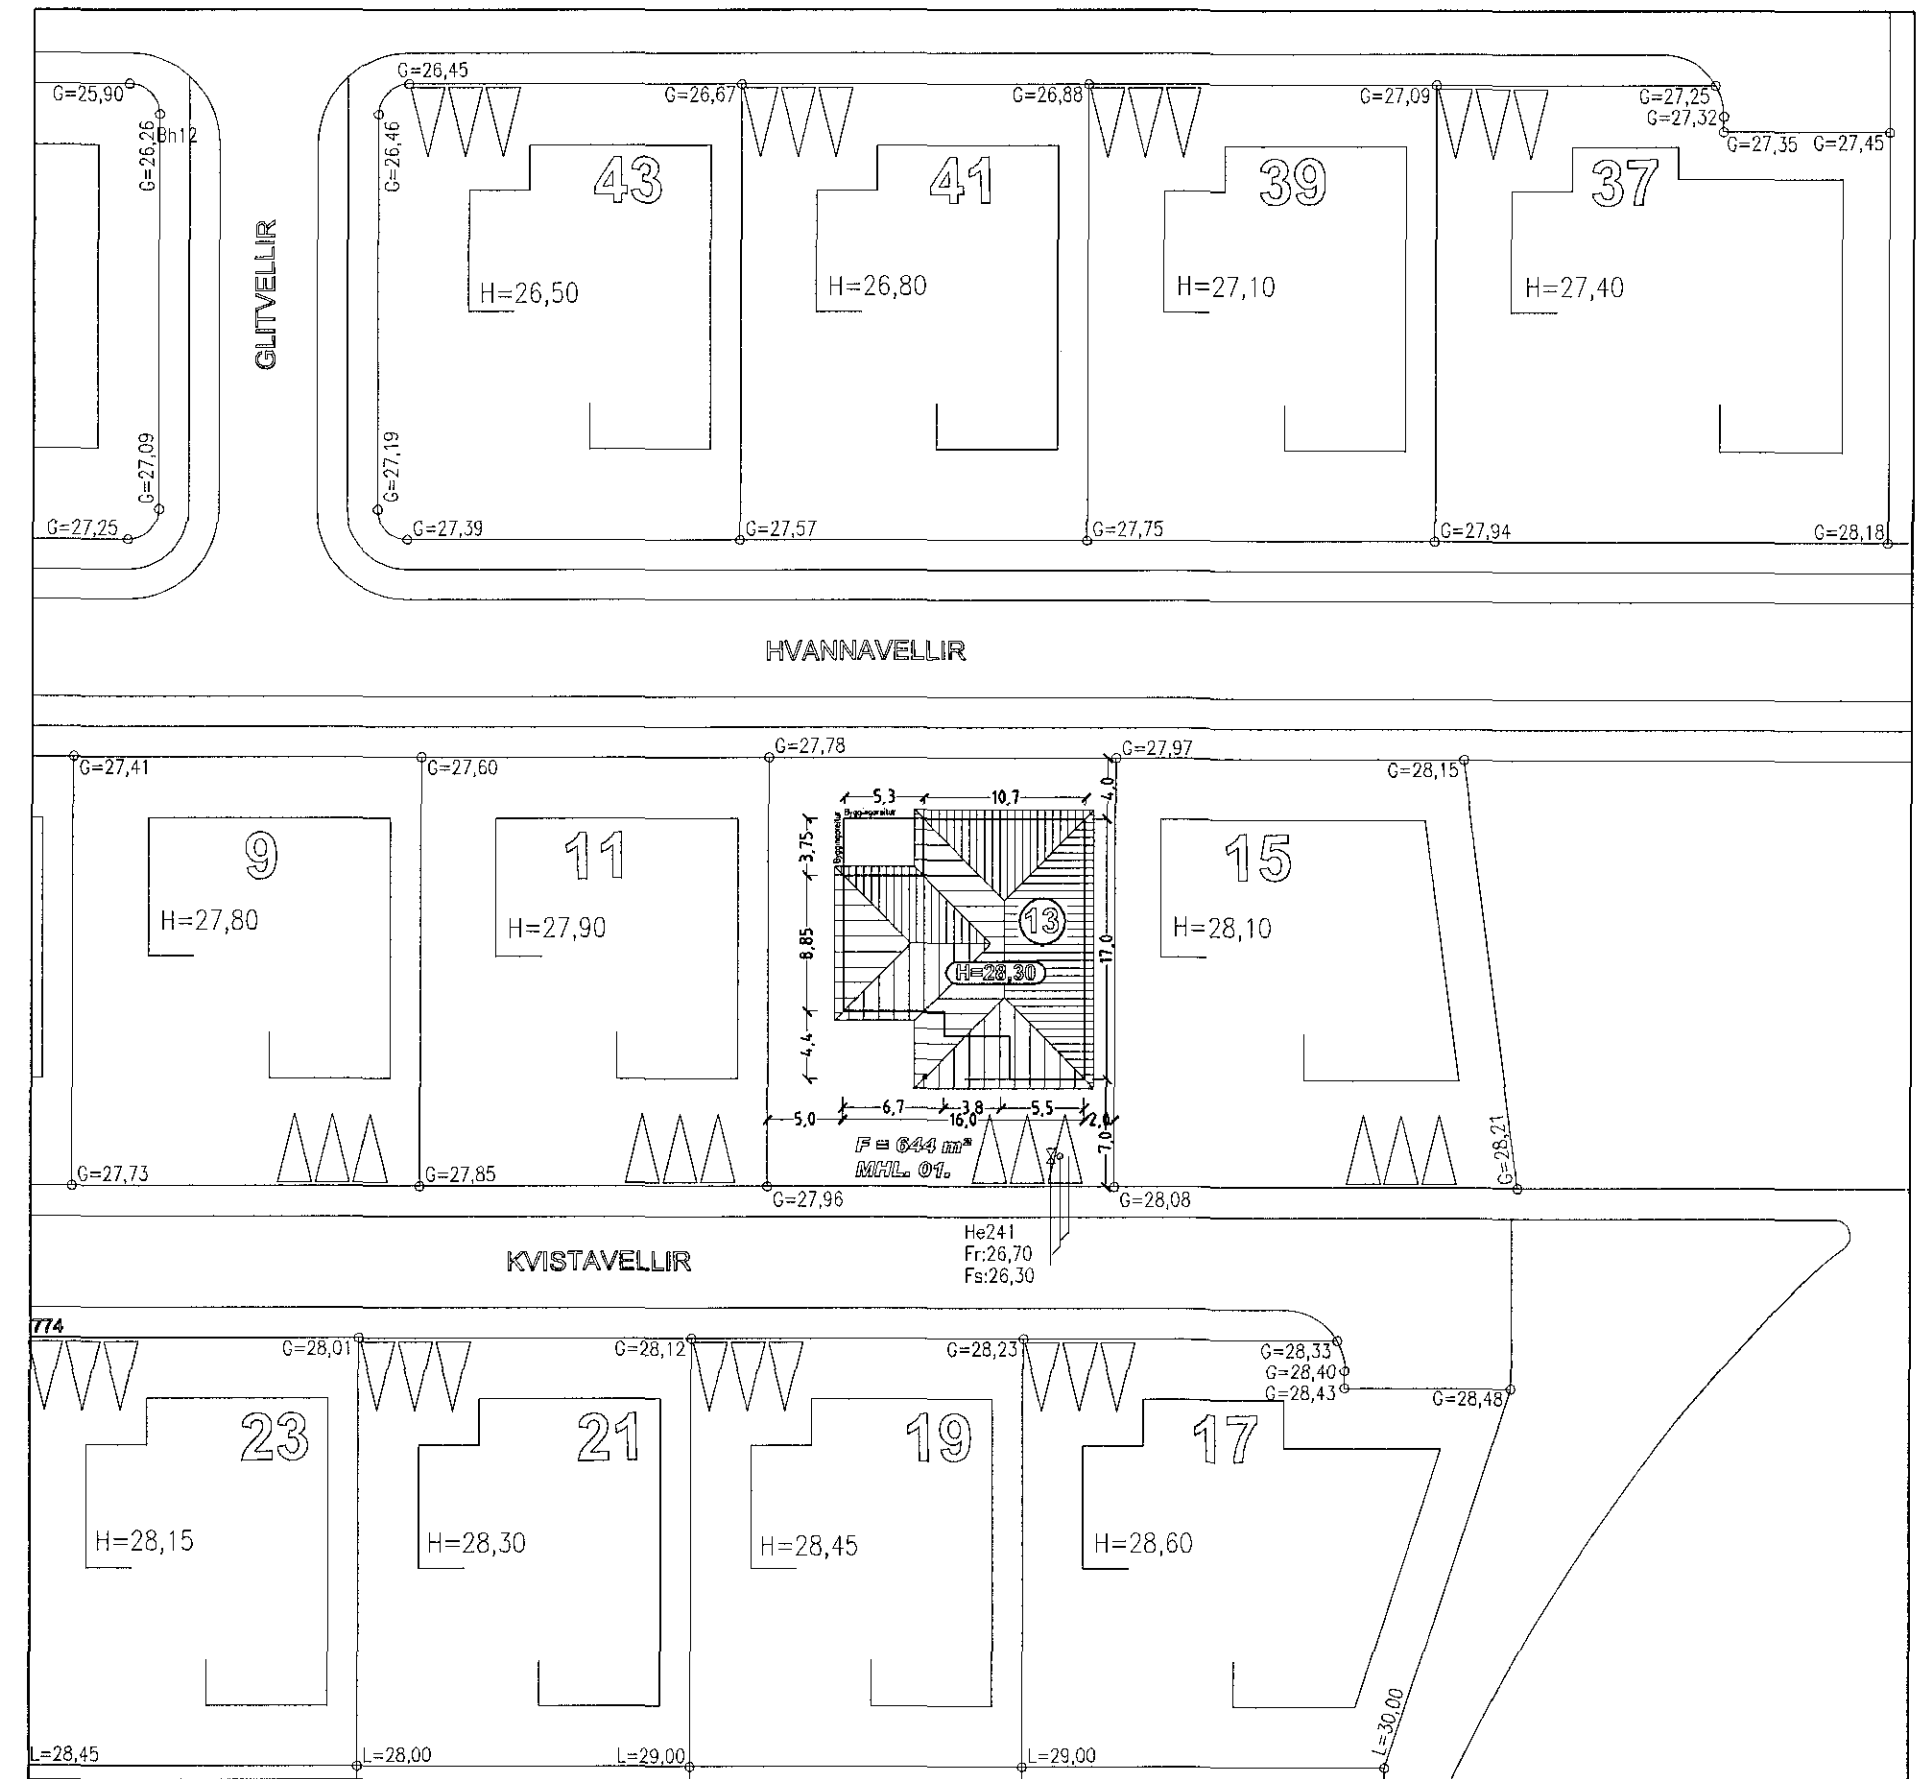 G=26,45
G=25,90
G=26,67
G=26,88
G=27,09
G=27,25
G=27,32
G=27,35
G=27,45
G=26,26
Bh12
G=26,46
43
41
39
37
GLITVELLIR
H=26,50
H=26,80
H=27,10
H=27,40
G=27,09
G=27,19
G=27,25
G=27,39
G=27,57
G=27,75
G=27,94
G=28,18
HVANNAVELLIR
G=27,41
G=27,60
G=27,78
G=27,97
G=28,15
5,3
10,7
4,0
Byggingareitur
Byggingareitur
3,75
9
11
13
15
H=27,80
H=27,90
8,85
17,0
H=28,10
H=28,30
4,4
6,7
3,8
5,5
5,0
16,0
2,0
7,0
F = 644 m²
MHL. 01.
G=28,21
G=27,73
G=27,85
G=27,96
G=28,08
He241
Fr:26,70
Fs:26,30
KVISTAVELLIR
774
G=28,01
G=28,12
G=28,23
G=28,33
G=28,40
G=28,43
G=28,48
23
21
19
17
H=28,15
H=28,30
H=28,45
H=28,60
L=30,00
L=28,45
L=28,00
L=29,00
L=29,00